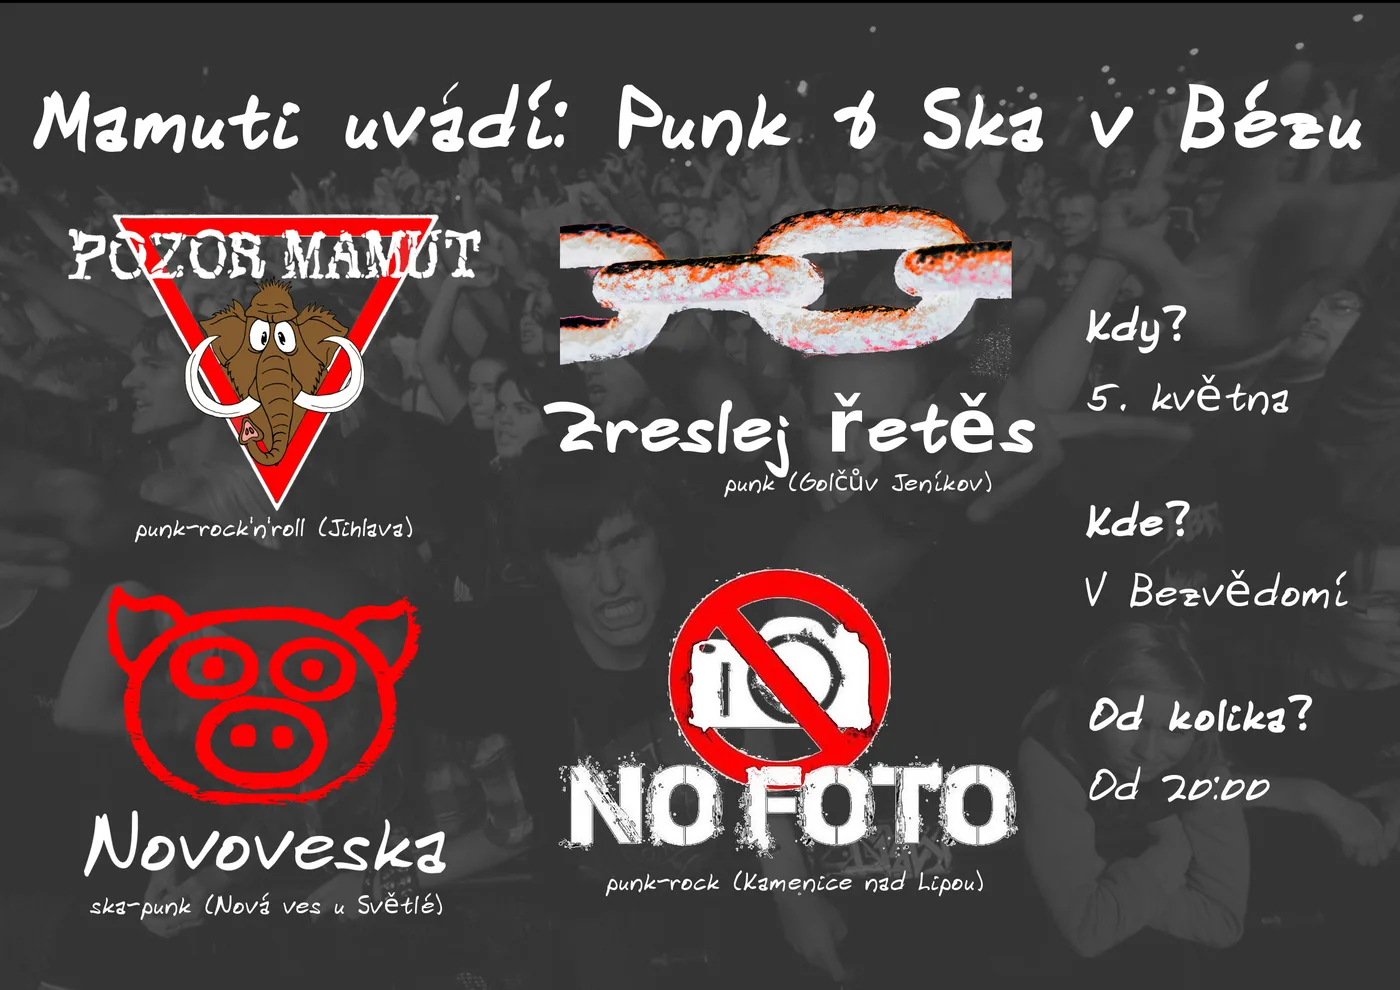 Mamuti uvádí: Punk & Ska v Bézu
POZOR MAMUT
punk-rock'n'roll (Jihlava)
Zreslej řetěs
punk (Golčův Jeníkov)
Novoveska
ska-punk (Nová ves u Světlé)
NO FOTO
punk-rock (Kamenice nad Lipou)
Kdy?
5. května
Kde?
V Bezvědomí
Od kolika?
Od 20:00